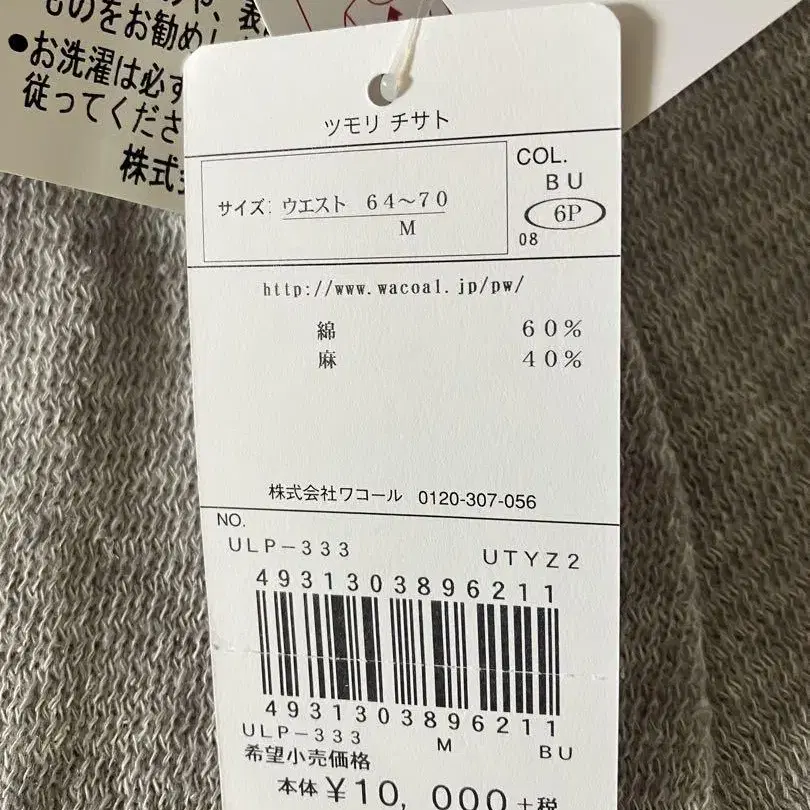 ものをお勧めし
●お洗濯は必ず
従ってくださ
株式
ツモリ チサト
サイズ: ウエスト 64～70
M
COL.
BU
6P
08
http://www.wacoal.jp/pw/
綿 60%
麻 40%
株式会社ワコール 0120-307-056
NO.
ULP-333 UTYZ2
4931303896211
4931303896211
ULP-333 M BU
希望小売価格
本体 ¥10,000 +税